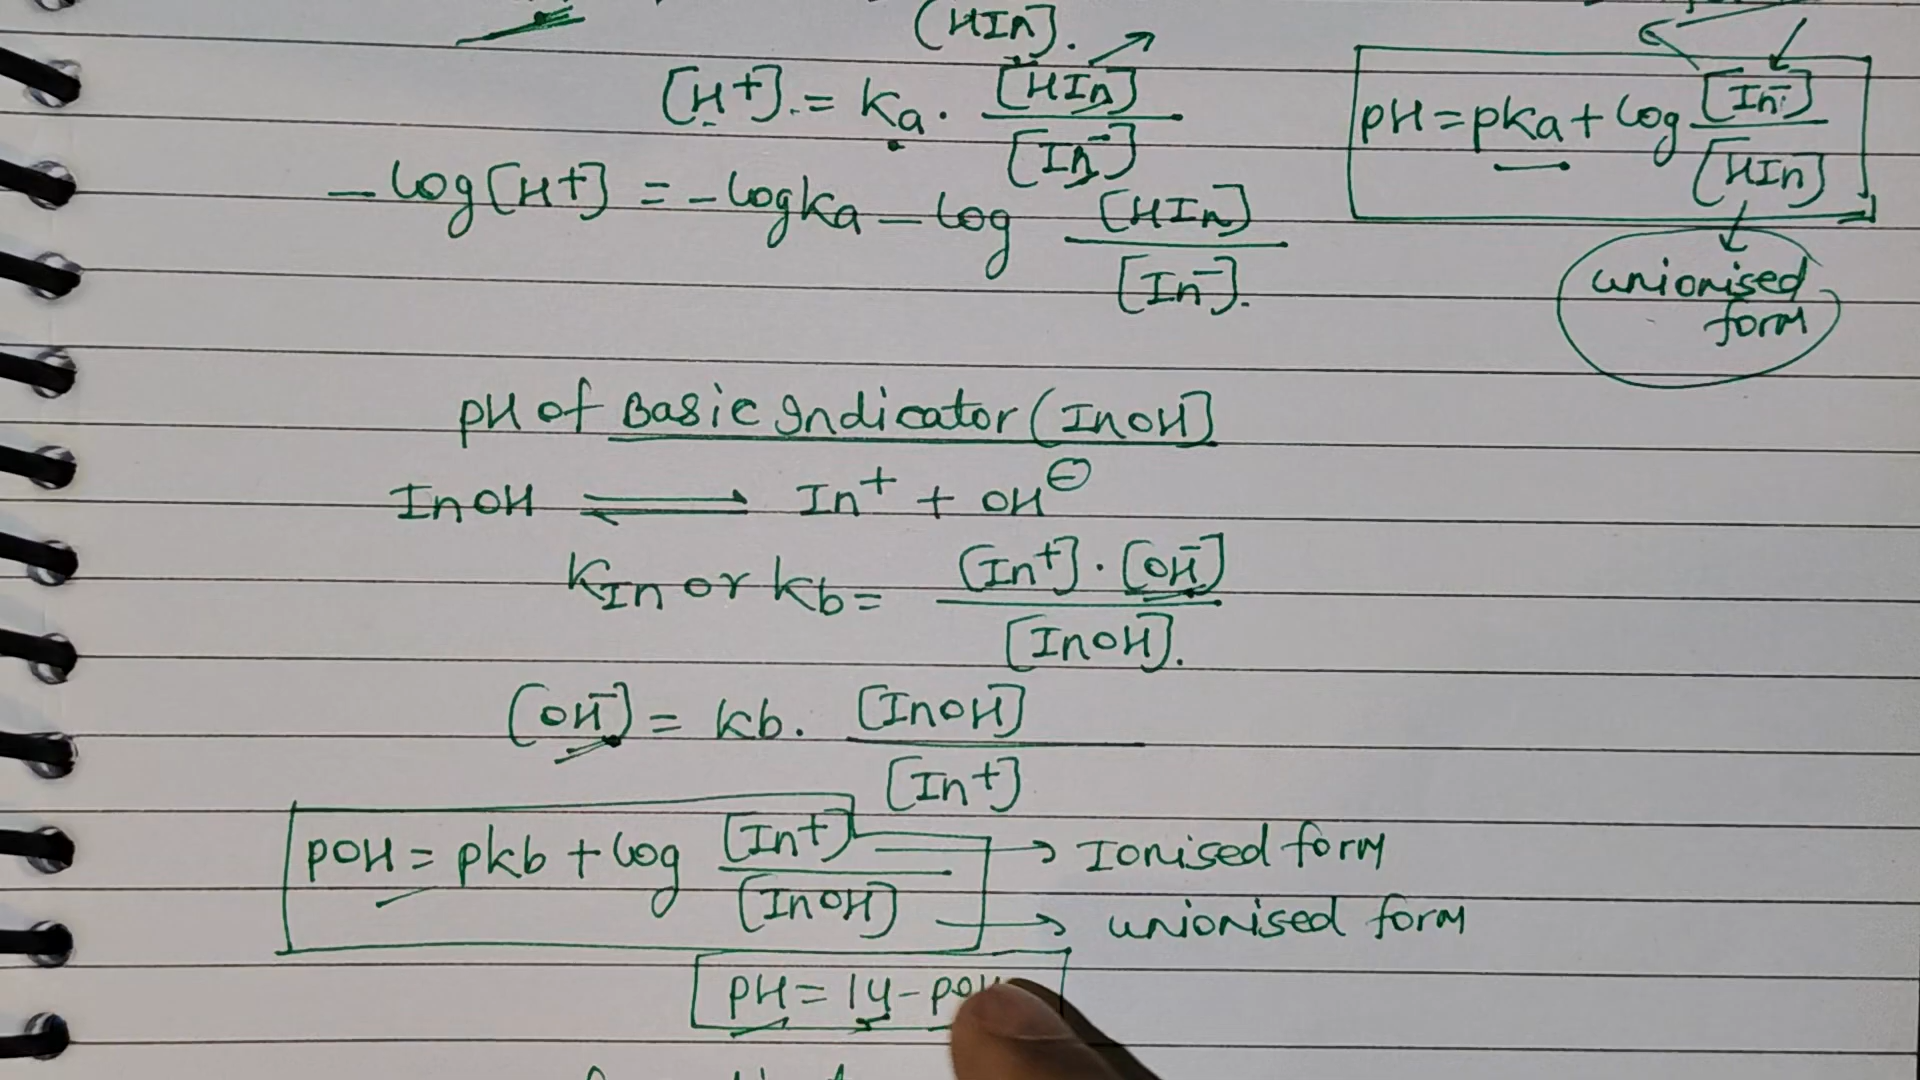 [HIn].
[H+]. = Ka. [HIn] / [In-]
pH = pka + log [In-] / [HIn]
- log[H+] = - logka - log [HIn] / [In-].
unionised form
pH of Basic Indicator (InOH]
InOH ⇌ In+ + OH⊖
KIn or kb = [In+] · [OH-] / [InOH].
[OH-] = kb. [InOH] / [In+]
pOH = pkb + log [In+] / [InOH]
→ Ionised form
→ unionised form
pH = 14 - pOH